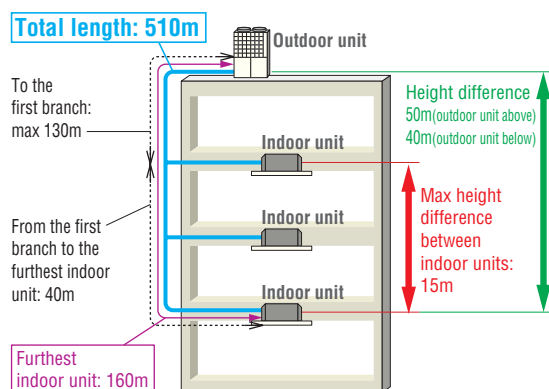 Total length: 510m
Outdoor unit
To the
first branch:
max 130m
Height difference
50m(outdoor unit above)
40m(outdoor unit below)
Indoor unit
Max height
difference
between
indoor units:
15m
From the first
branch to the
furthest indoor
unit: 40m
Indoor unit
Indoor unit
Furthest
indoor unit: 160m